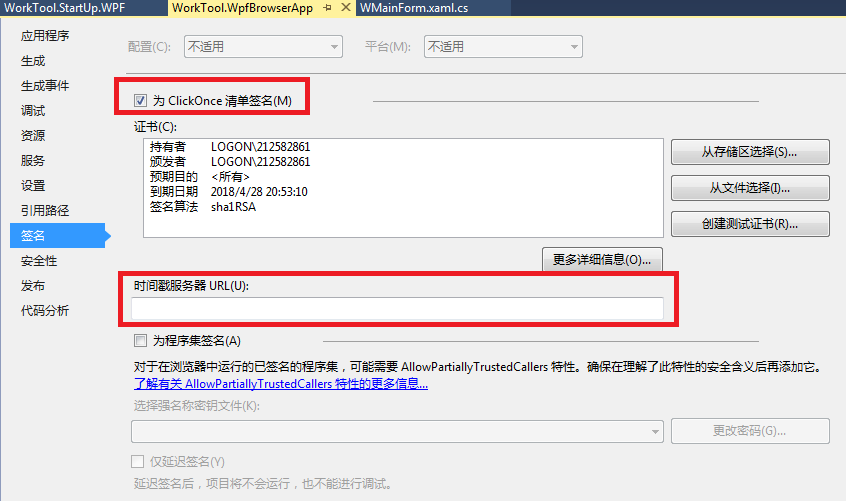 WorkTool.StartUp.WPF WorkTool.WpfBrowserApp WMainForm.xaml.cs
应用程序
生成
生成事件
调试
资源
服务
设置
引用路径
签名
安全性
发布
代码分析
配置(C): 不适用 平台(M): 不适用
为 ClickOnce 清单签名(M)
证书(C):
持有者 LOGON\212582861
颁发者 LOGON\212582861
预期目的 <所有>
到期日期 2018/4/28 20:53:10
签名算法 sha1RSA
从存储区选择(S)...
从文件选择(I)...
创建测试证书(R)...
更多详细信息(O)...
时间戳服务器 URL(U):
为程序集签名(A)
对于在浏览器中运行的已签名的程序集，可能需要 AllowPartiallyTrustedCallers 特性。确保在理解了此特性的安全含义后再添加它。
了解有关 AllowPartiallyTrustedCallers 特性的更多信息...
选择强名称密钥文件(K):
更改密码(G)...
仅延迟签名(Y)
延迟签名后，项目将不会运行，也不能进行调试。